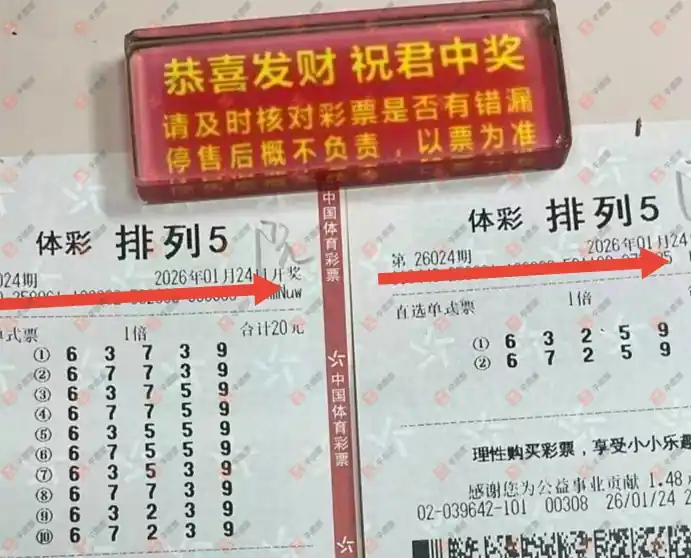 恭喜发财 祝君中奖
请及时核对彩票是否有错漏
停售后概不负责，以票为准
中国体育彩票
体彩 排列5
024期 2026年01月24日开奖
单式票 1倍 合计20元
① 6 3 7 3 9
② 6 7 7 3 9
③ 6 3 7 5 9
④ 6 7 7 5 9
⑤ 6 3 5 5 9
⑥ 6 7 5 5 9
⑦ 6 3 5 3 9
⑧ 6 7 7 3 9
⑨ 6 3 2 3 9
⑩ 6 7 2 3 9
中国体育彩票
体彩 排列5
第 26024期 2026年01月24
直选单式票 1倍
① 6 3 2 5 9
② 6 7 2 5 9
理性购买彩票，享受小小乐趣
感谢您为公益事业贡献 1.48
02-039642-101 00308 26/01/24 2